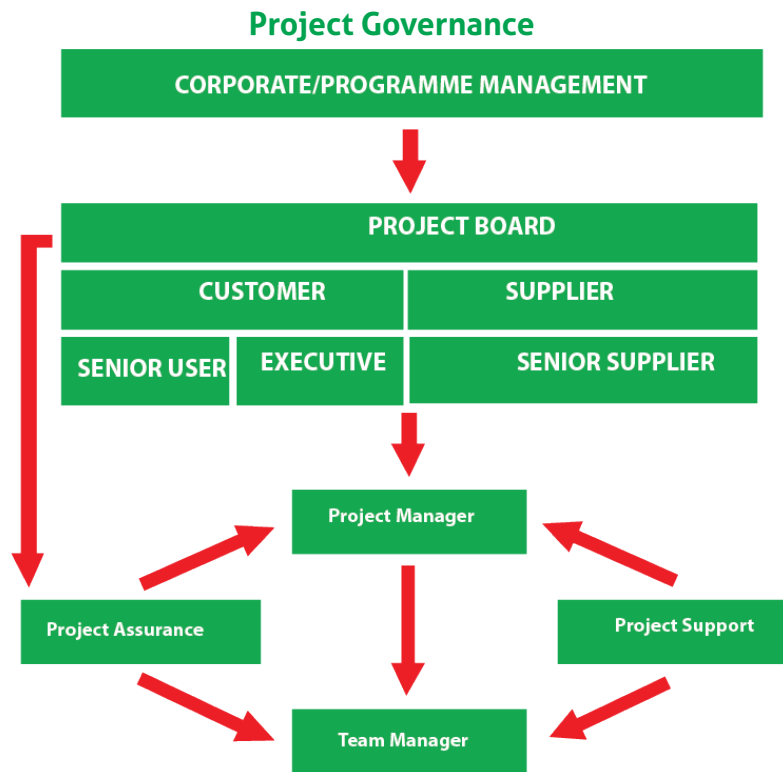 Project Governance
CORPORATE/PROGRAMME MANAGEMENT
PROJECT BOARD
CUSTOMER
SUPPLIER
SENIOR USER
EXECUTIVE
SENIOR SUPPLIER
Project Manager
Project Assurance
Project Support
Team Manager